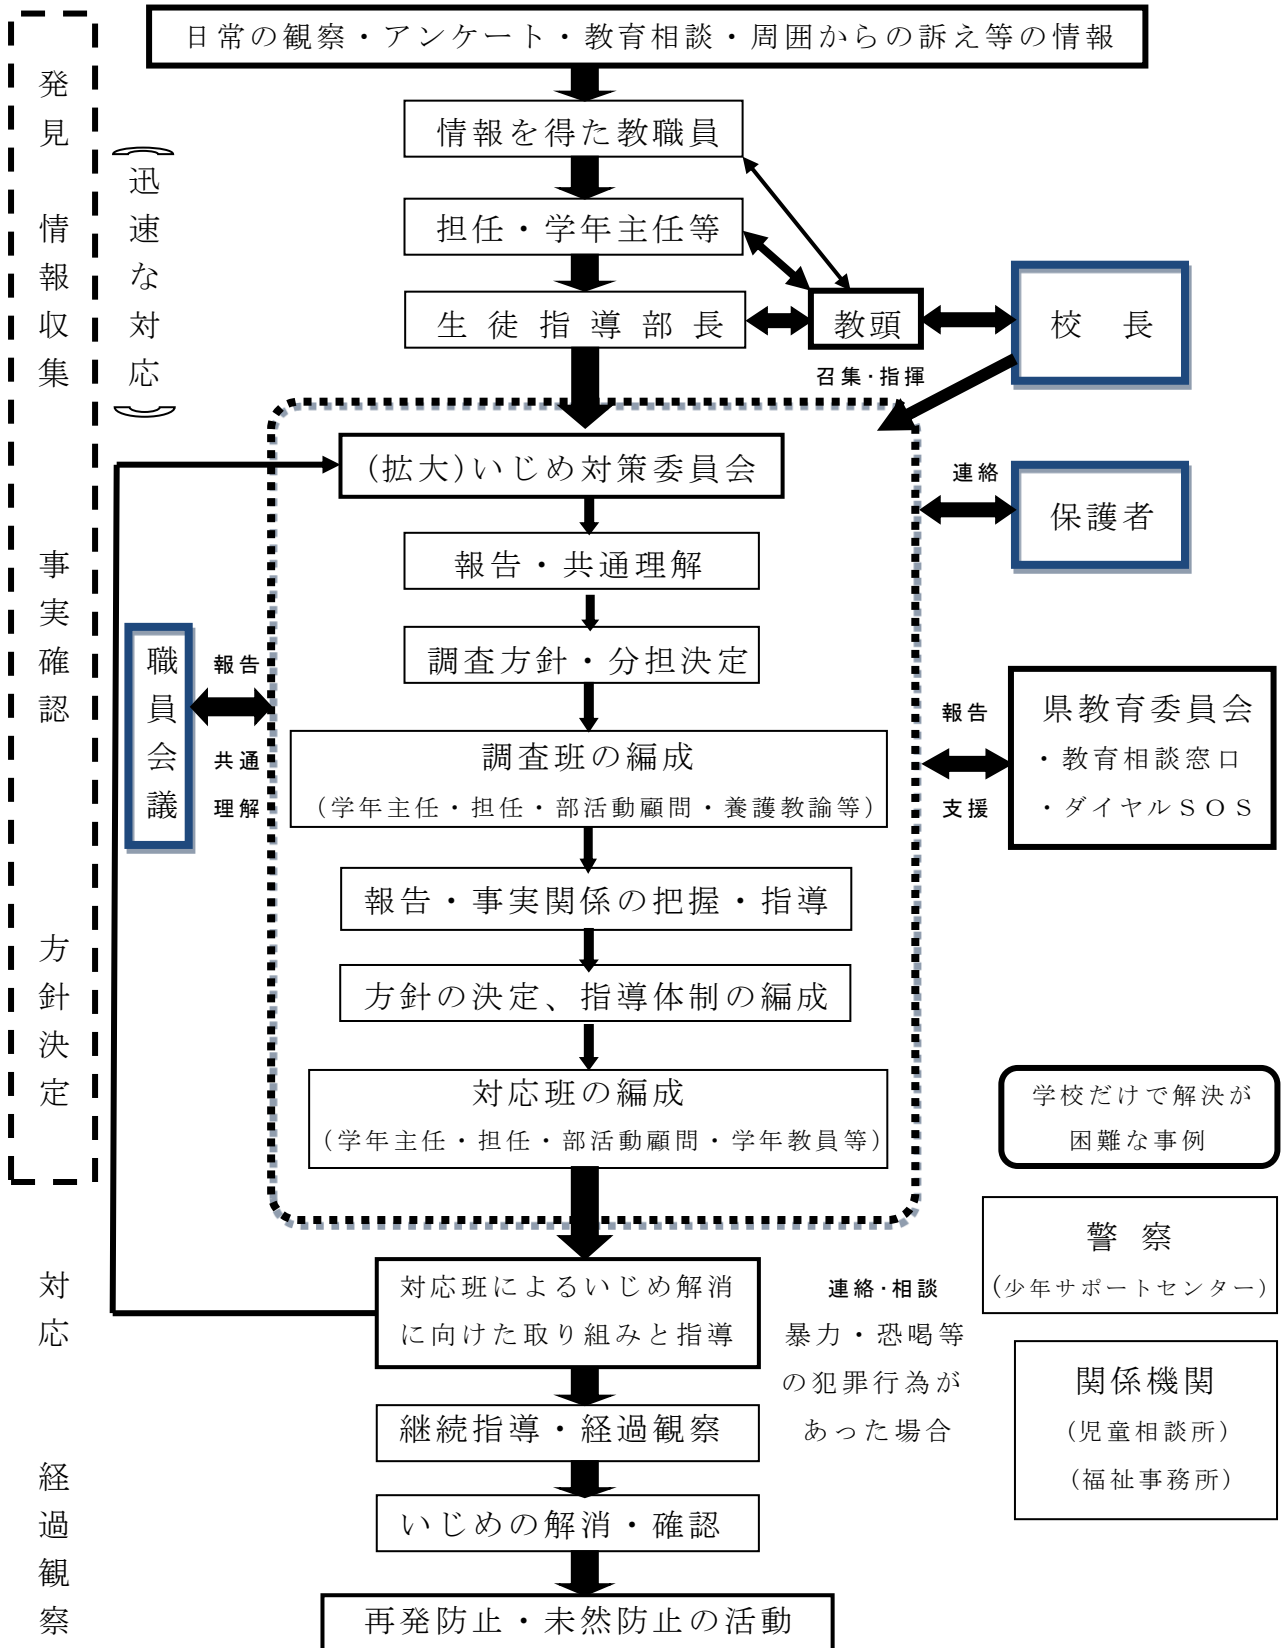 日常の観察・アンケート・教育相談・周囲からの訴え等の情報
発見
情報収集
(迅速な対応)
情報を得た教職員
担任・学年主任等
生徒指導部長
教頭
校長
召集・指揮
(拡大)いじめ対策委員会
連絡
保護者
報告・共通理解
事実確認
調査方針・分担決定
職員会議
報告
共通
理解
県教育委員会
・教育相談窓口
・ダイヤルSOS
報告
支援
調査班の編成
(学年主任・担任・部活動顧問・養護教諭等)
報告・事実関係の把握・指導
方針決定
方針の決定、指導体制の編成
対応班の編成
(学年主任・担任・部活動顧問・学年教員等)
学校だけで解決が
困難な事例
警察
(少年サポートセンター)
対応
対応班によるいじめ解消
に向けた取り組みと指導
連絡・相談
暴力・恐喝等
の犯罪行為が
あった場合
関係機関
(児童相談所)
(福祉事務所)
継続指導・経過観察
経過観察
いじめの解消・確認
再発防止・未然防止の活動